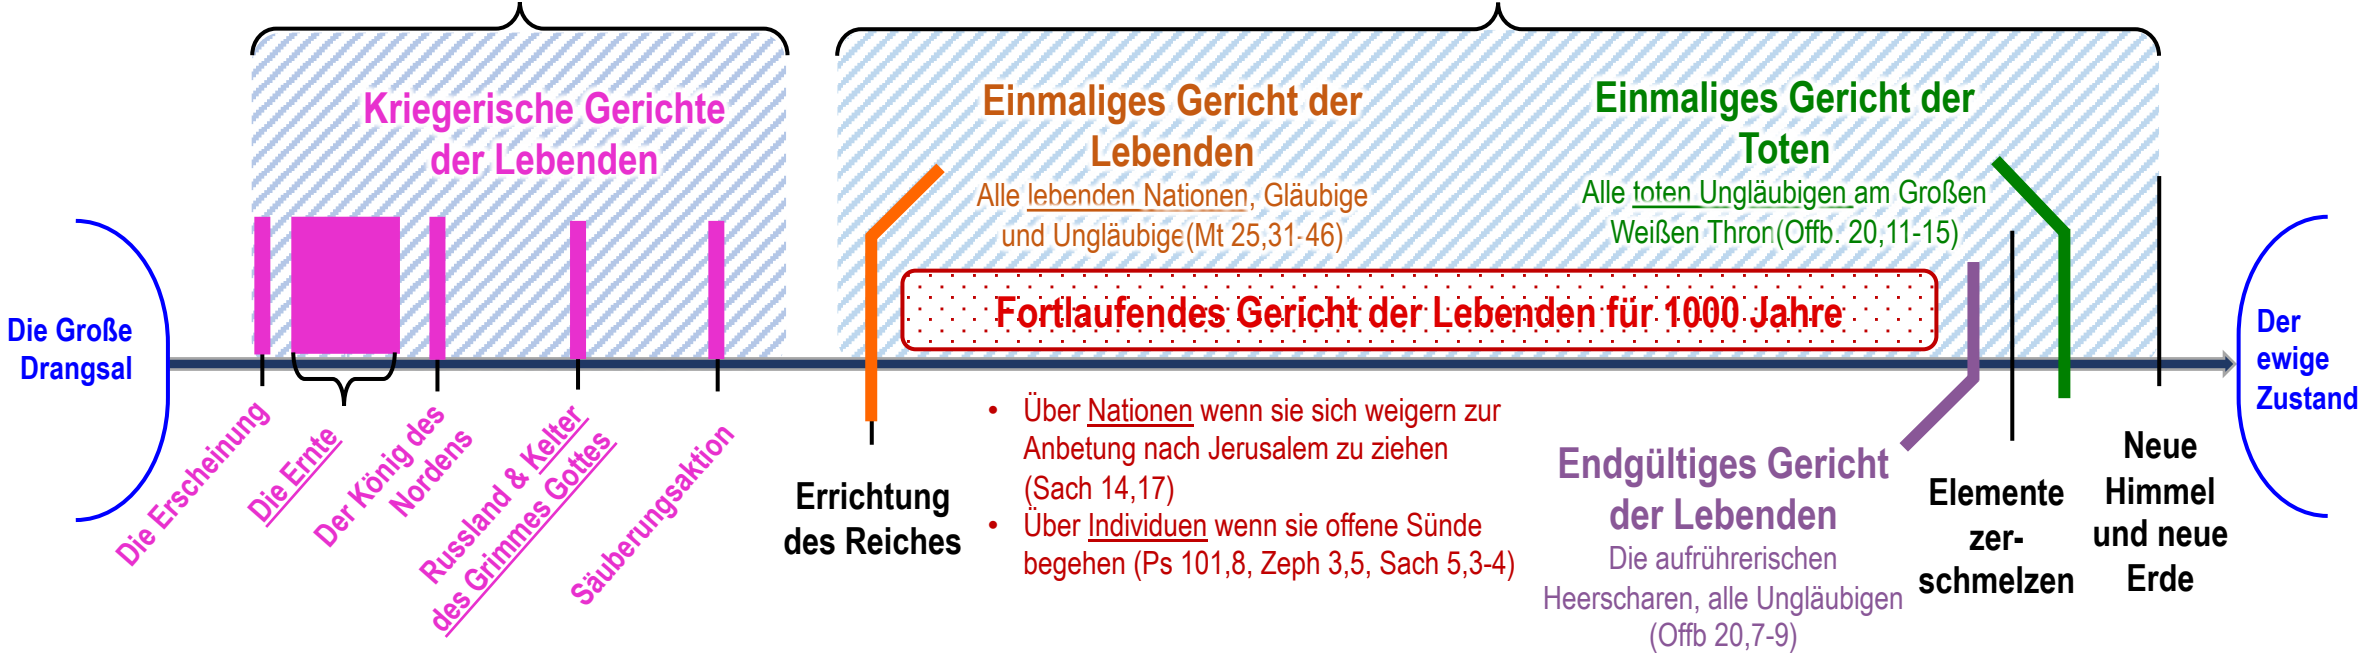 Kriegerische Gerichte
der Lebenden
Einmaliges Gericht der
Lebenden
Alle lebenden Nationen, Gläubige
und Ungläubige(Mt 25,31-46)
Einmaliges Gericht der
Toten
Alle toten Ungläubigen am Großen
Weißen Thron(Offb. 20,11-15)
Fortlaufendes Gericht der Lebenden für 1000 Jahre
Die Große
Drangsal
Der
ewige
Zustand
Die Erscheinung
Die Ernte
Der König des
Nordens
Russland & Kelter
des Grimmes Gottes
Säuberungsaktion
Errichtung
des Reiches
• Über Nationen wenn sie sich weigern zur
Anbetung nach Jerusalem zu ziehen
(Sach 14,17)
• Über Individuen wenn sie offene Sünde
begehen (Ps 101,8, Zeph 3,5, Sach 5,3-4)
Endgültiges Gericht
der Lebenden
Die aufrührerischen
Heerscharen, alle Ungläubigen
(Offb 20,7-9)
Elemente
zer-
schmelzen
Neue
Himmel
und neue
Erde